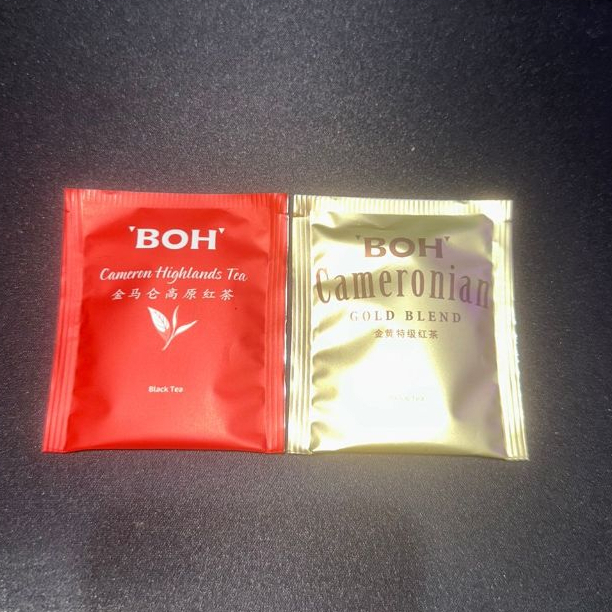 BOH
Cameron Highlands Tea
金马仑高原红茶
Black Tea
BOH
Cameronian
GOLD BLEND
金装特级红茶